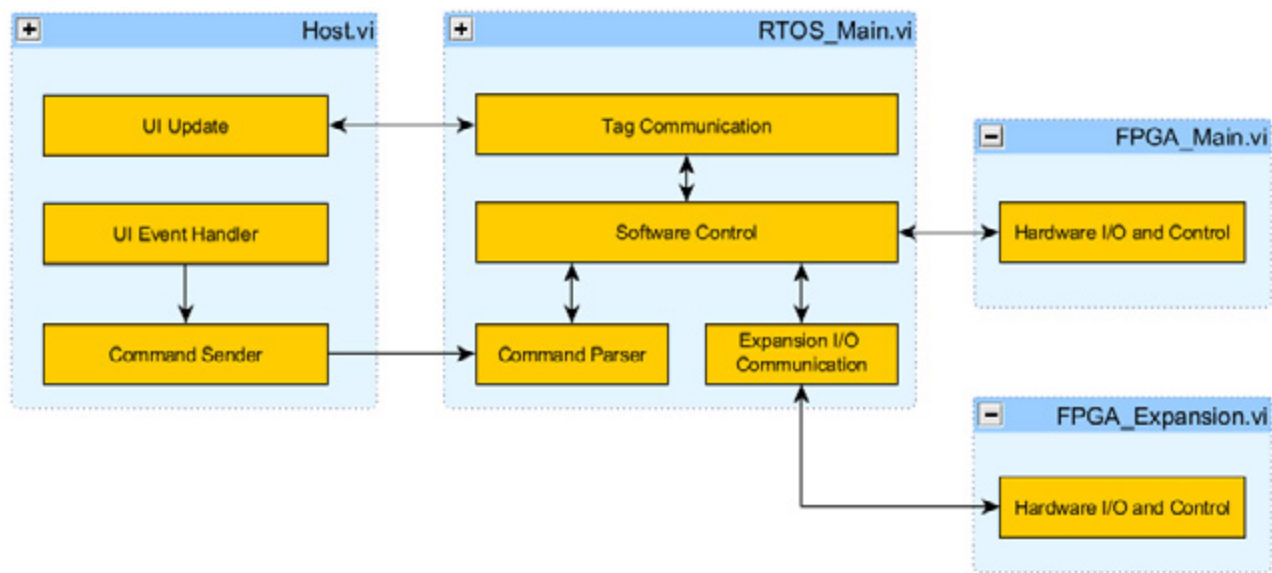 Host.vi
UI Update
UI Event Handler
Command Sender
RTOS_Main.vi
Tag Communication
Software Control
Command Parser
Expansion I/O
Communication
FPGA_Main.vi
Hardware I/O and Control
FPGA_Expansion.vi
Hardware I/O and Control